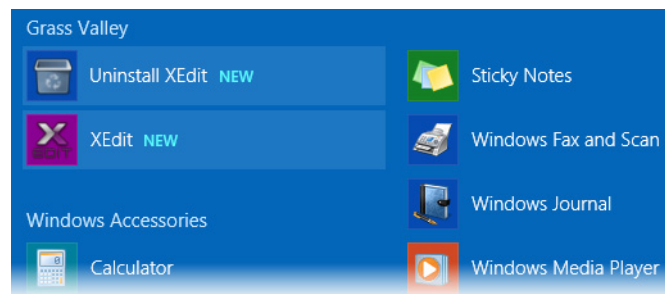 Grass Valley
Uninstall XEdit NEW
XEdit NEW
Windows Accessories
Calculator
Sticky Notes
Windows Fax and Scan
Windows Journal
Windows Media Player